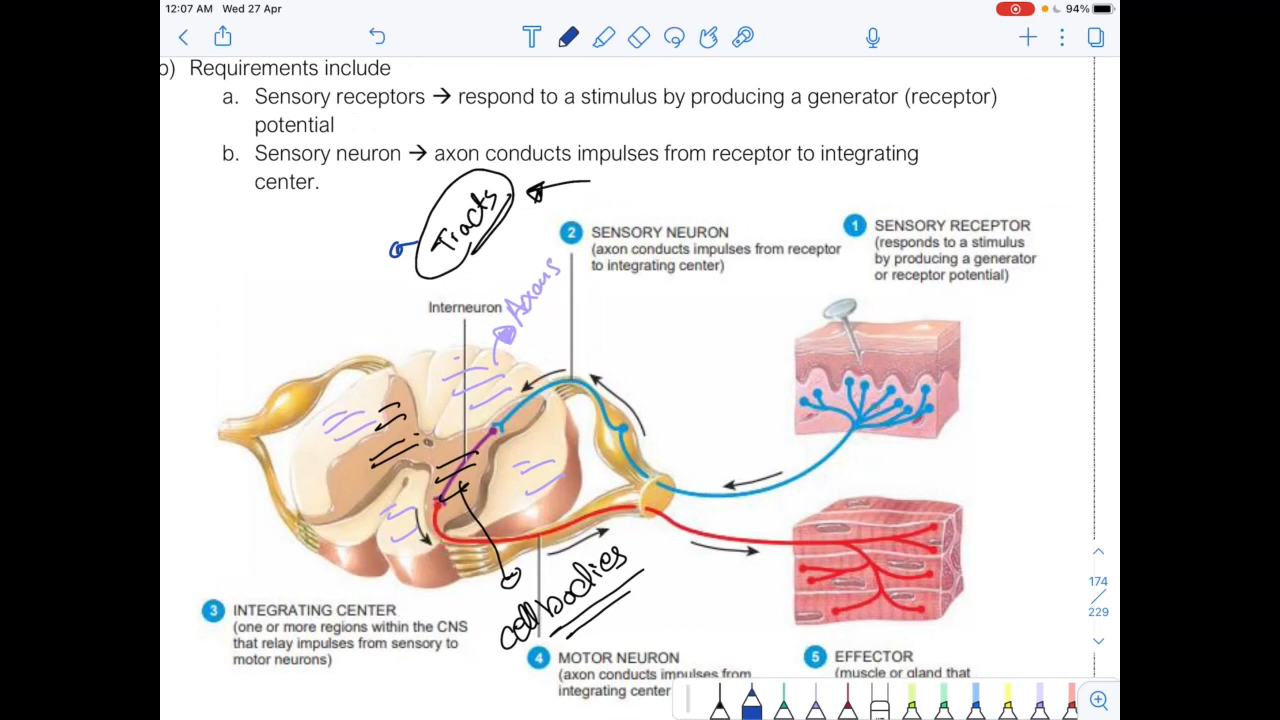 12:07 AM Wed 27 Apr
94%
b) Requirements include
a. Sensory receptors → respond to a stimulus by producing a generator (receptor)
potential
b. Sensory neuron → axon conducts impulses from receptor to integrating
center.
Tracts
2 SENSORY NEURON
(axon conducts impulses from receptor
to integrating center)
1 SENSORY RECEPTOR
(responds to a stimulus
by producing a generator
or receptor potential)
Interneuron
Axons
cell bodies
3 INTEGRATING CENTER
(one or more regions within the CNS
that relay impulses from sensory to
motor neurons)
4 MOTOR NEURON
(axon conducts impulses from
integrating center
5 EFFECTOR
(muscle or gland that
174
/
229